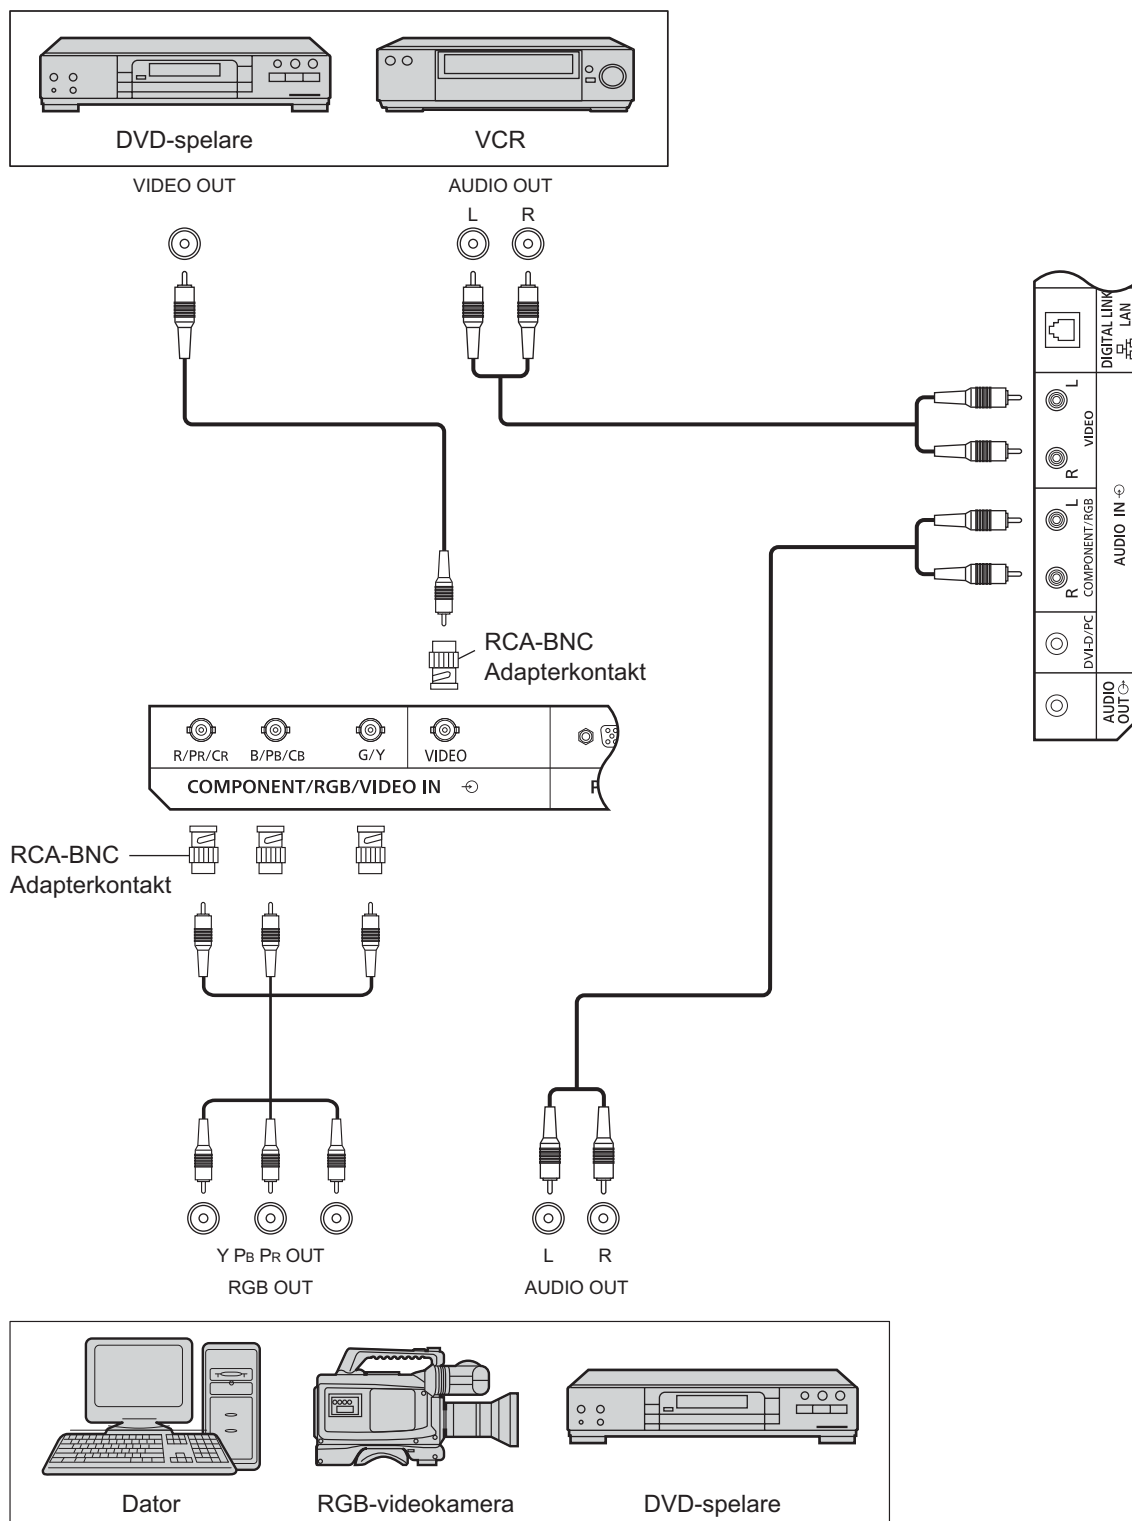 DVD-spelare
VCR
VIDEO OUT
AUDIO OUT
L
R
DIGITAL LINK
LAN
L
VIDEO
R
L
COMPONENT/RGB
R
AUDIO IN
DVI-D/PC
AUDIO
OUT
RCA-BNC
Adapterkontakt
R/PR/CR
B/PB/CB
G/Y
VIDEO
COMPONENT/RGB/VIDEO IN
RCA-BNC
Adapterkontakt
Y PB PR OUT
RGB OUT
L
R
AUDIO OUT
Dator
RGB-videokamera
DVD-spelare